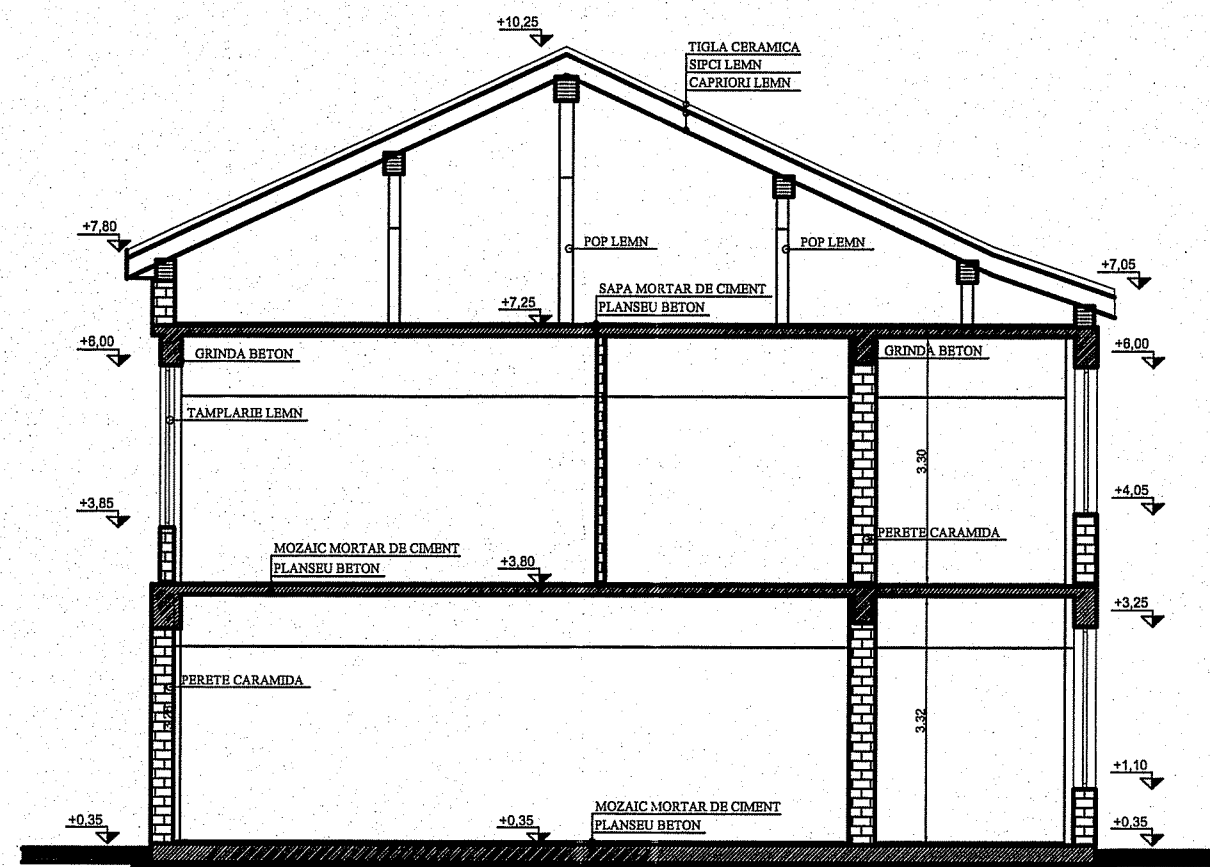 +10,25
TIGLA CERAMICA
SIPCI LEMN
CAPRIORI LEMN
+7,80
POP LEMN
POP LEMN
+7,05
SAPA MORTAR DE CIMENT
+7,25
PLANSEU BETON
+6,00
GRINDA BETON
GRINDA BETON
+6,00
TAMPLARIE LEMN
3.30
+3,85
+4,05
PERETE CARAMIDA
MOZAIC MORTAR DE CIMENT
PLANSEU BETON
+3,80
+3,25
PERETE CARAMIDA
3.32
+1,10
MOZAIC MORTAR DE CIMENT
+0,35
+0,35
PLANSEU BETON
+0,35